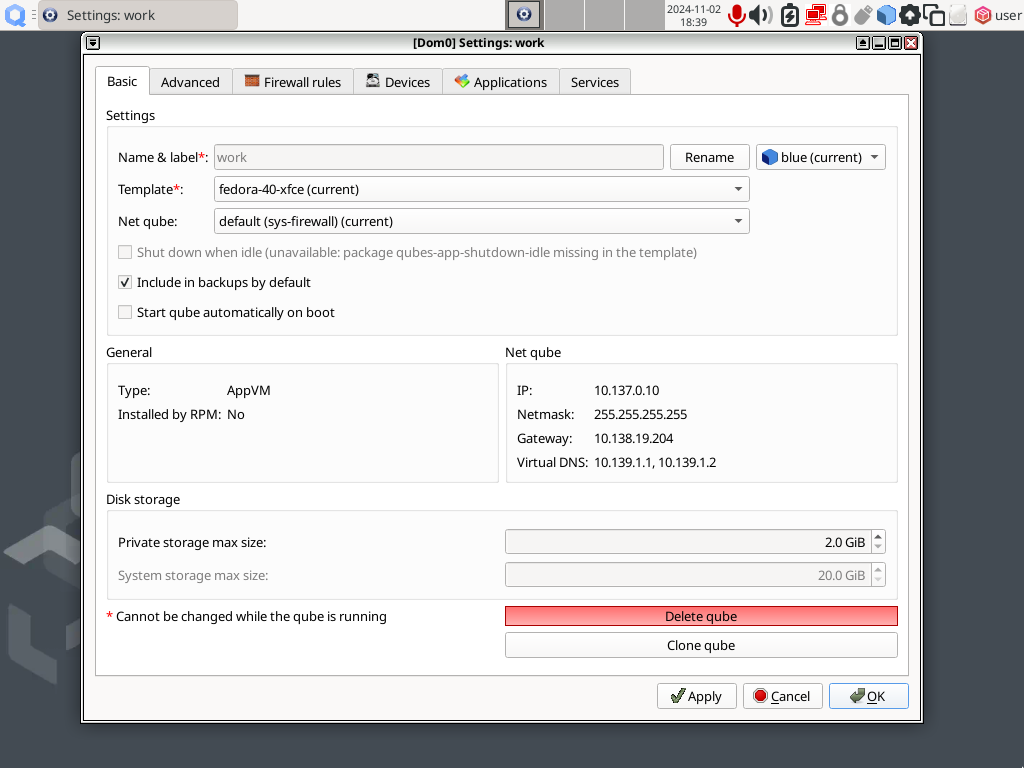 Settings: work
2024-11-02
18:39
user
[Dom0] Settings: work
Basic
Advanced
Firewall rules
Devices
Applications
Services
Settings
Name & label*:
work
Rename
blue (current)
Template*:
fedora-40-xfce (current)
Net qube:
default (sys-firewall) (current)
Shut down when idle (unavailable: package qubes-app-shutdown-idle missing in the template)
Include in backups by default
Start qube automatically on boot
General
Type: AppVM
Installed by RPM: No
Net qube
IP: 10.137.0.10
Netmask: 255.255.255.255
Gateway: 10.138.19.204
Virtual DNS: 10.139.1.1, 10.139.1.2
Disk storage
Private storage max size: 2.0 GiB
System storage max size: 20.0 GiB
* Cannot be changed while the qube is running
Delete qube
Clone qube
Apply
Cancel
OK